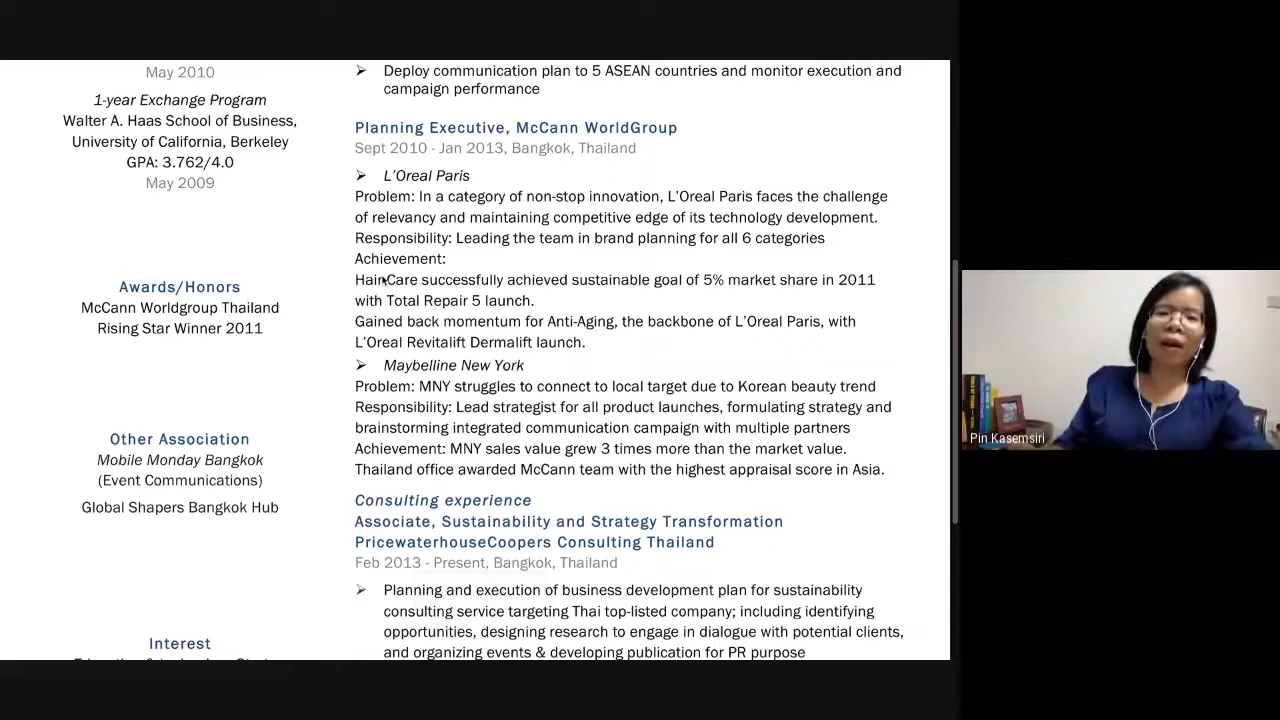 May 2010
1-year Exchange Program
Walter A. Haas School of Business,
University of California, Berkeley
GPA: 3.762/4.0
May 2009
Awards/Honors
McCann Worldgroup Thailand
Rising Star Winner 2011
Other Association
Mobile Monday Bangkok
(Event Communications)
Global Shapers Bangkok Hub
Interest
➢ Deploy communication plan to 5 ASEAN countries and monitor execution and
campaign performance
Planning Executive, McCann WorldGroup
Sept 2010 - Jan 2013, Bangkok, Thailand
➢ L'Oreal Paris
Problem: In a category of non-stop innovation, L'Oreal Paris faces the challenge
of relevancy and maintaining competitive edge of its technology development.
Responsibility: Leading the team in brand planning for all 6 categories
Achievement:
HairCare successfully achieved sustainable goal of 5% market share in 2011
with Total Repair 5 launch.
Gained back momentum for Anti-Aging, the backbone of L'Oreal Paris, with
L'Oreal Revitalift Dermalift launch.
➢ Maybelline New York
Problem: MNY struggles to connect to local target due to Korean beauty trend
Responsibility: Lead strategist for all product launches, formulating strategy and
brainstorming integrated communication campaign with multiple partners
Achievement: MNY sales value grew 3 times more than the market value.
Thailand office awarded McCann team with the highest appraisal score in Asia.
Consulting experience
Associate, Sustainability and Strategy Transformation
PricewaterhouseCoopers Consulting Thailand
Feb 2013 - Present, Bangkok, Thailand
➢ Planning and execution of business development plan for sustainability
consulting service targeting Thai top-listed company; including identifying
opportunities, designing research to engage in dialogue with potential clients,
and organizing events & developing publication for PR purpose
Pin Kasemsiri